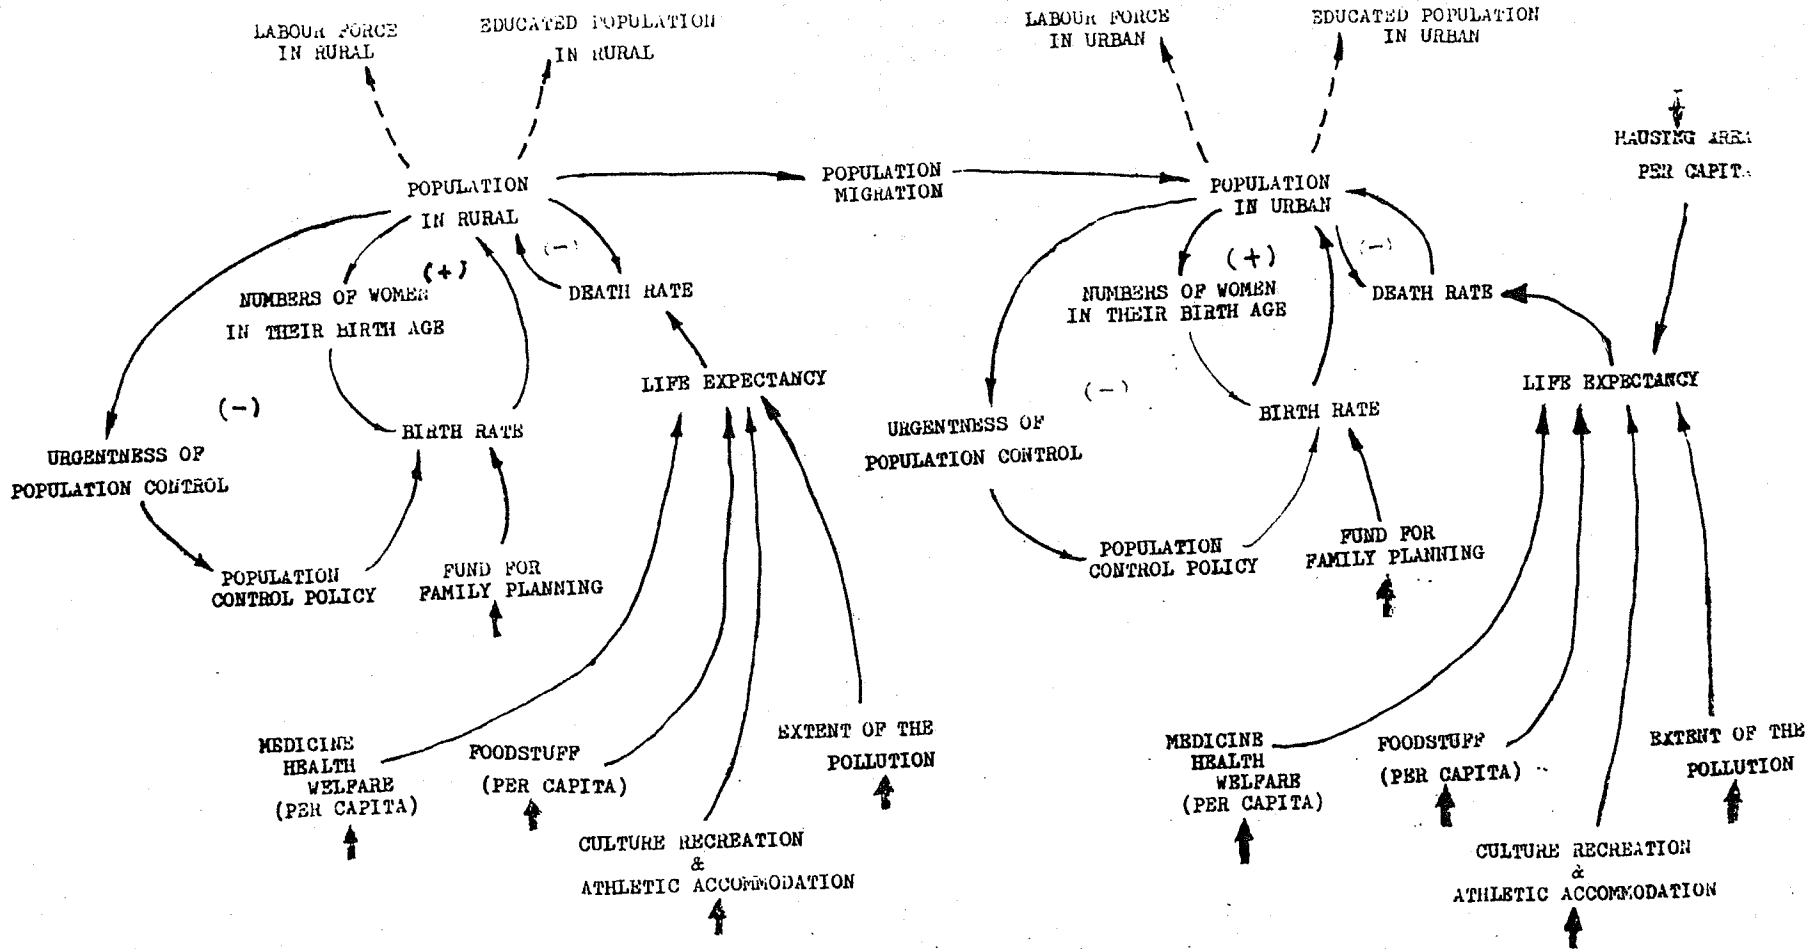 LABOUR FORCE
IN RURAL
EDUCATED POPULATION
IN RURAL
POPULATION
IN RURAL
(+)
(-)
NUMBERS OF WOMEN
IN THEIR BIRTH AGE
DEATH RATE
LIFE EXPECTANCY
(-)
BIRTH RATE
URGENTNESS OF
POPULATION CONTROL
POPULATION
CONTROL POLICY
FUND FOR
FAMILY PLANNING
MEDICINE
HEALTH
WELFARE
(PER CAPITA)
FOODSTUFF
(PER CAPITA)
EXTENT OF THE
POLLUTION
CULTURE RECREATION
&
ATHLETIC ACCOMMODATION
POPULATION
MIGRATION
LABOUR FORCE
IN URBAN
EDUCATED POPULATION
IN URBAN
POPULATION
IN URBAN
(+)
(-)
HAUSING AREA
PER CAPITA
NUMBERS OF WOMEN
IN THEIR BIRTH AGE
DEATH RATE
LIFE EXPECTANCY
(-)
BIRTH RATE
URGENTNESS OF
POPULATION CONTROL
POPULATION
CONTROL POLICY
FUND FOR
FAMILY PLANNING
MEDICINE
HEALTH
WELFARE
(PER CAPITA)
FOODSTUFF
(PER CAPITA)
EXTENT OF THE
POLLUTION
CULTURE RECREATION
&
ATHLETIC ACCOMMODATION